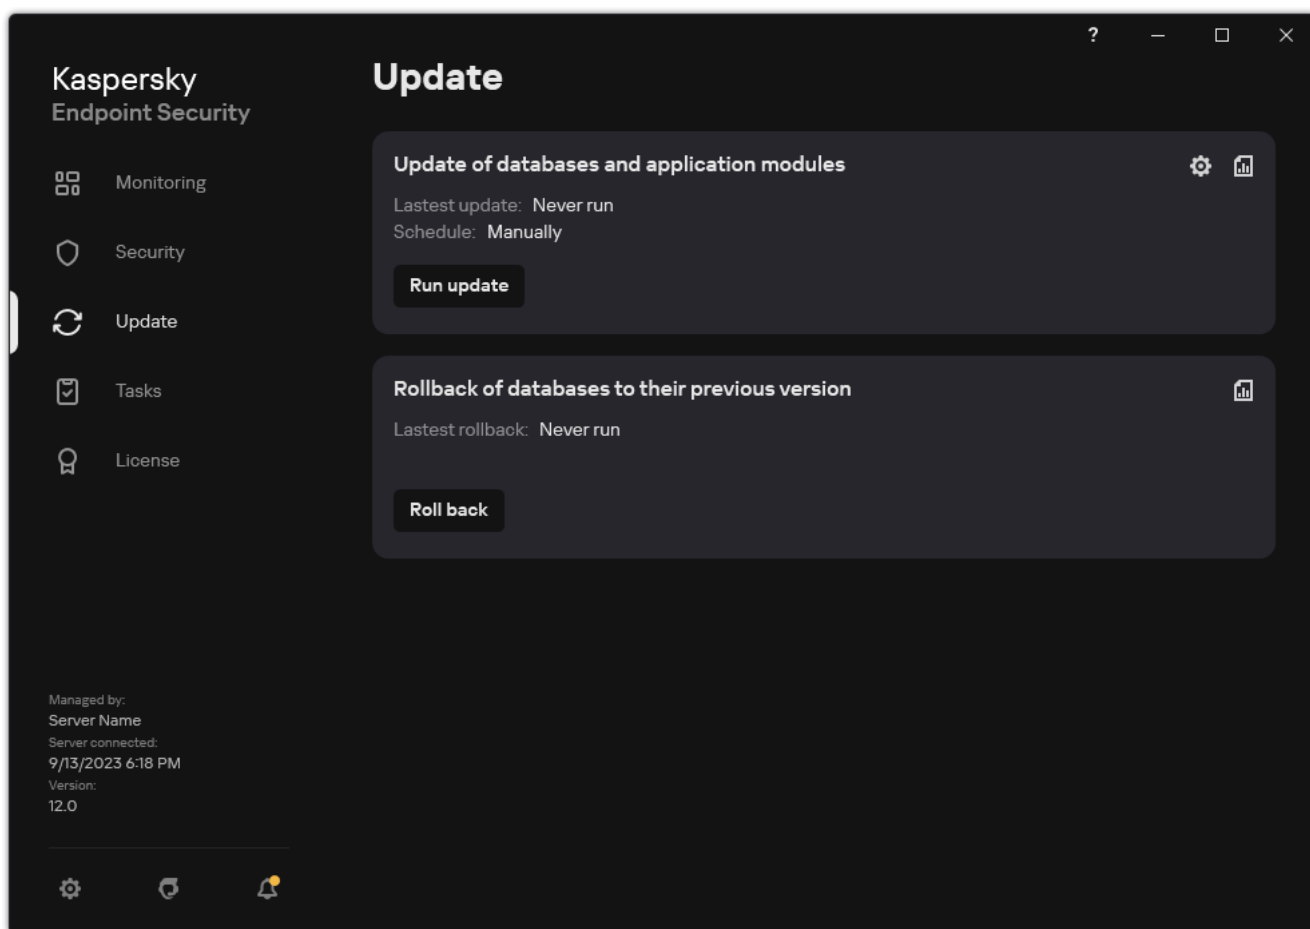 ?
Kaspersky
Endpoint Security
Monitoring
Security
Update
Tasks
License
Managed by:
Server Name
Server connected:
9/13/2023 6:18 PM
Version:
12.0
Update
Update of databases and application modules
Lastest update: Never run
Schedule: Manually
Run update
Rollback of databases to their previous version
Lastest rollback: Never run
Roll back